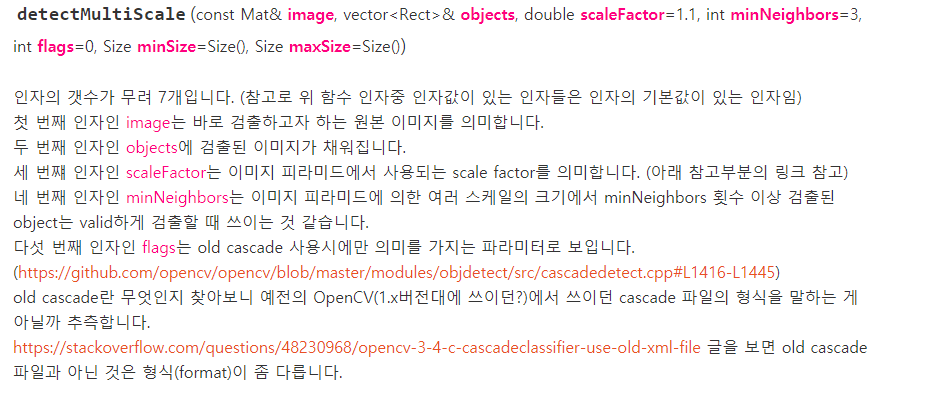 detectMultiScale (const Mat& image, vector<Rect>& objects, double scaleFactor=1.1, int minNeighbors=3,
int flags=0, Size minSize=Size(), Size maxSize=Size())
인자의 갯수가 무려 7개입니다. (참고로 위 함수 인자중 인자값이 있는 인자들은 인자의 기본값이 있는 인자임)
첫 번째 인자인 image는 바로 검출하고자 하는 원본 이미지를 의미합니다.
두 번째 인자인 objects에 검출된 이미지가 채워집니다.
세 번째 인자인 scaleFactor는 이미지 피라미드에서 사용되는 scale factor를 의미합니다. (아래 참고부분의 링크 참고)
네 번째 인자인 minNeighbors는 이미지 피라미드에 의한 여러 스케일의 크기에서 minNeighbors 횟수 이상 검출된
object는 valid하게 검출할 때 쓰이는 것 같습니다.
다섯 번째 인자인 flags는 old cascade 사용시에만 의미를 가지는 파라미터로 보입니다.
(https://github.com/opencv/opencv/blob/master/modules/objdetect/src/cascadedetect.cpp#L1416-L1445)
old cascade란 무엇인지 찾아보니 예전의 OpenCV(1.x버전대에 쓰이던?)에서 쓰이던 cascade 파일의 형식을 말하는 게
아닐까 추측합니다.
https://stackoverflow.com/questions/48230968/opencv-3-4-c-cascadeclassifier-use-old-xml-file 글을 보면 old cascade
파일과 아닌 것은 형식(format)이 좀 다릅니다.